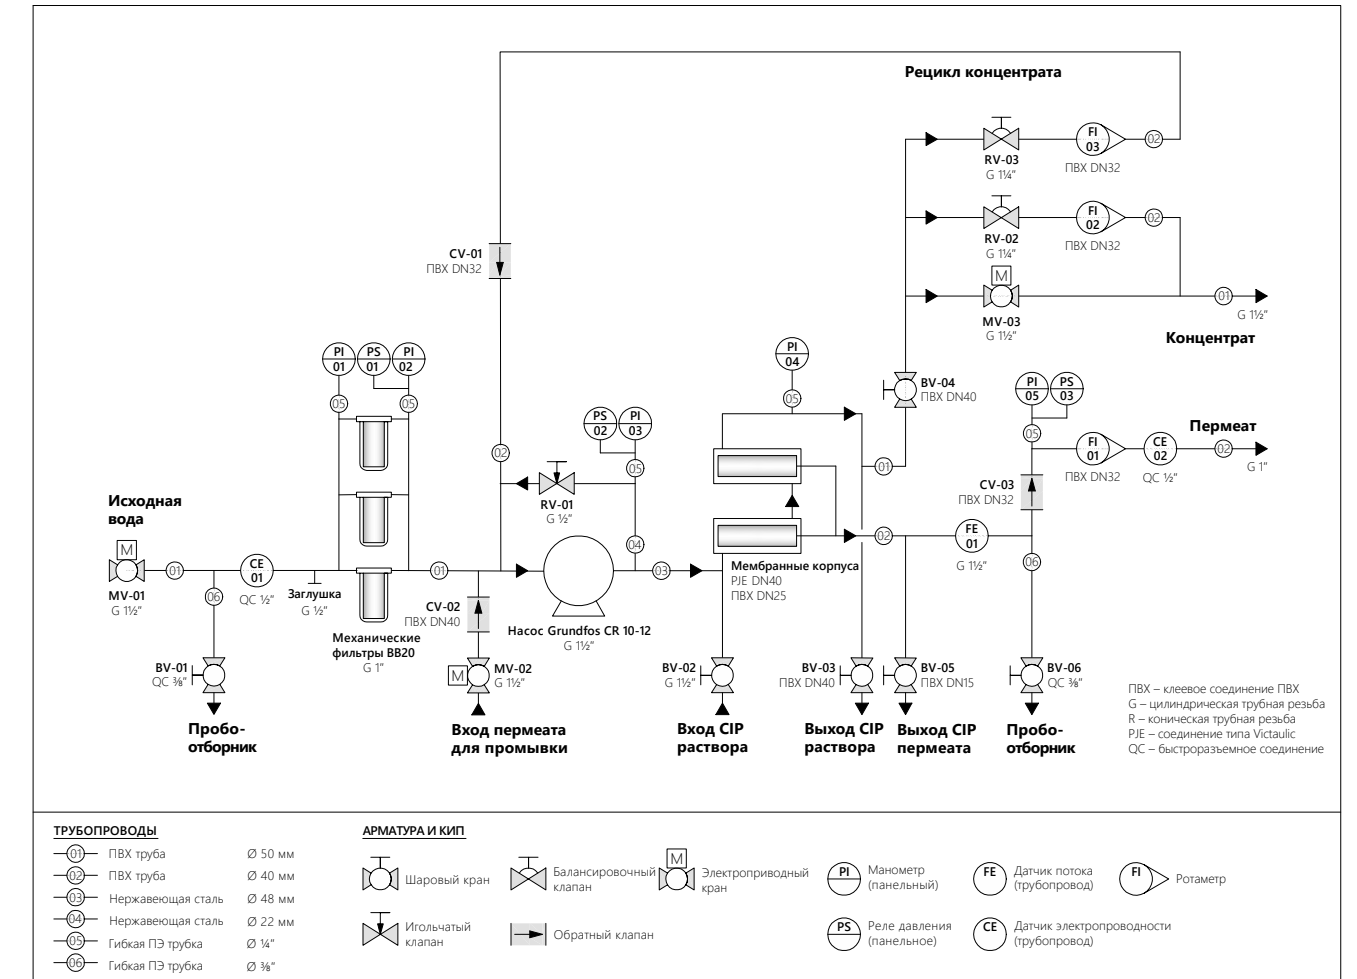 Рецикл концентрата
FI
03
02
RV-03
G 1¼"
ПВХ DN32
FI
02
02
RV-02
G 1¼"
ПВХ DN32
CV-01
ПВХ DN32
M
MV-03
G 1½"
01
G 1½"
Концентрат
PI
01
PS
01
PI
02
05
05
PI
04
05
BV-04
ПВХ DN40
PI
05
PS
03
05
Пермеат
FI
01
ПВХ DN32
CE
02
QC ½"
02
G 1"
PS
02
PI
03
05
02
RV-01
G ½"
04
01
CV-03
ПВХ DN32
Исходная
вода
M
MV-01
G 1½"
01
06
CE
01
QC ½"
Заглушка
G ½"
01
CV-02
ПВХ DN40
03
Мембранные корпуса
PJE DN40
ПВХ DN25
02
FE
01
G 1½"
06
Механические
фильтры BB20
G 1"
Насос Grundfos CR 10-12
G 1½"
BV-01
QC ⅜"
M
MV-02
G 1½"
BV-02
G 1½"
BV-03
ПВХ DN40
BV-05
ПВХ DN15
BV-06
QC ⅜"
Пробо-
отборник
Вход пермеата
для промывки
Вход CIP
раствора
Выход CIP
раствора
Выход CIP
пермеата
Пробо-
отборник
ПВХ – клеевое соединение ПВХ
G – цилиндрическая трубная резьба
R – коническая трубная резьба
PJE – соединение типа Victaulic
QC – быстроразъемное соединение
ТРУБОПРОВОДЫ
01 ПВХ труба Ø 50 мм
02 ПВХ труба Ø 40 мм
03 Нержавеющая сталь Ø 48 мм
04 Нержавеющая сталь Ø 22 мм
05 Гибкая ПЭ трубка Ø ¼"
06 Гибкая ПЭ трубка Ø ⅜"
АРМАТУРА И КИП
Шаровый кран
Балансировочный
клапан
M
Электроприводный
кран
PI
Манометр
(панельный)
FE
Датчик потока
(трубопровод)
FI
Ротаметр
Игольчатый
клапан
Обратный клапан
PS
Реле давления
(панельное)
CE
Датчик электропроводности
(трубопровод)